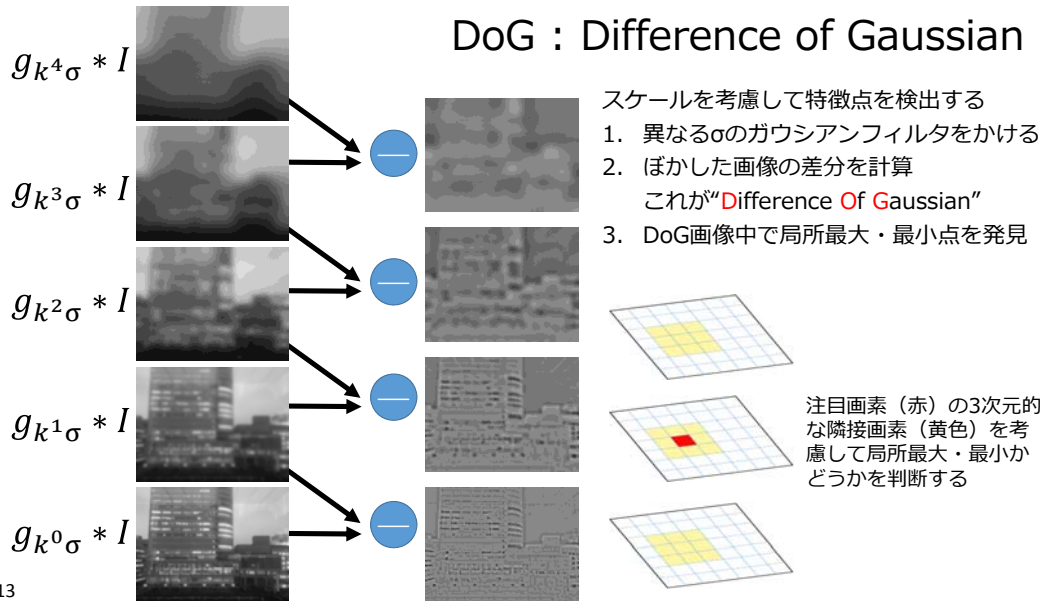 DoG : Difference of Gaussian
g_{k^4σ} * I
g_{k^3σ} * I
g_{k^2σ} * I
g_{k^1σ} * I
g_{k^0σ} * I
スケールを考慮して特徴点を検出する
1. 異なるσのガウシアンフィルタをかける
2. ぼかした画像の差分を計算
これが“Difference Of Gaussian”
3. DoG画像中で局所最大・最小点を発見
注目画素（赤）の3次元的
な隣接画素（黄色）を考
慮して局所最大・最小か
どうかを判断する
13